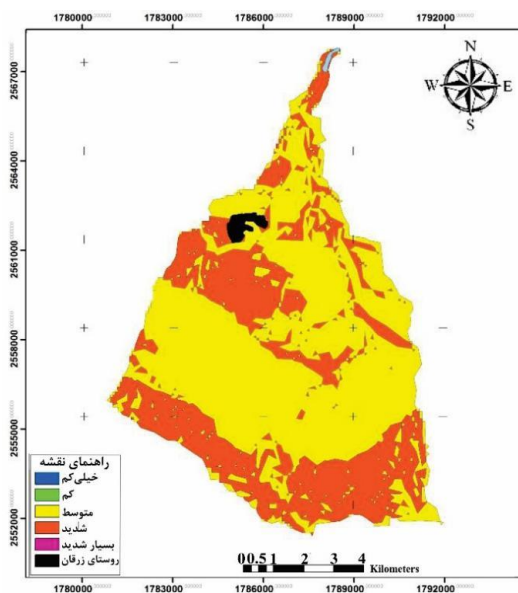 1780000 1783000 1786000 1789000 1792000
N
W E
S
2567000
2564000
2561000
2558000
2555000
2552000
راهنمای نقشه
خیلی کم
کم
متوسط
شدید
بسیار شدید
روستای زرقان
0 0.5 1 2 3 4
Kilometers
1780000 1783000 1786000 1789000 1792000